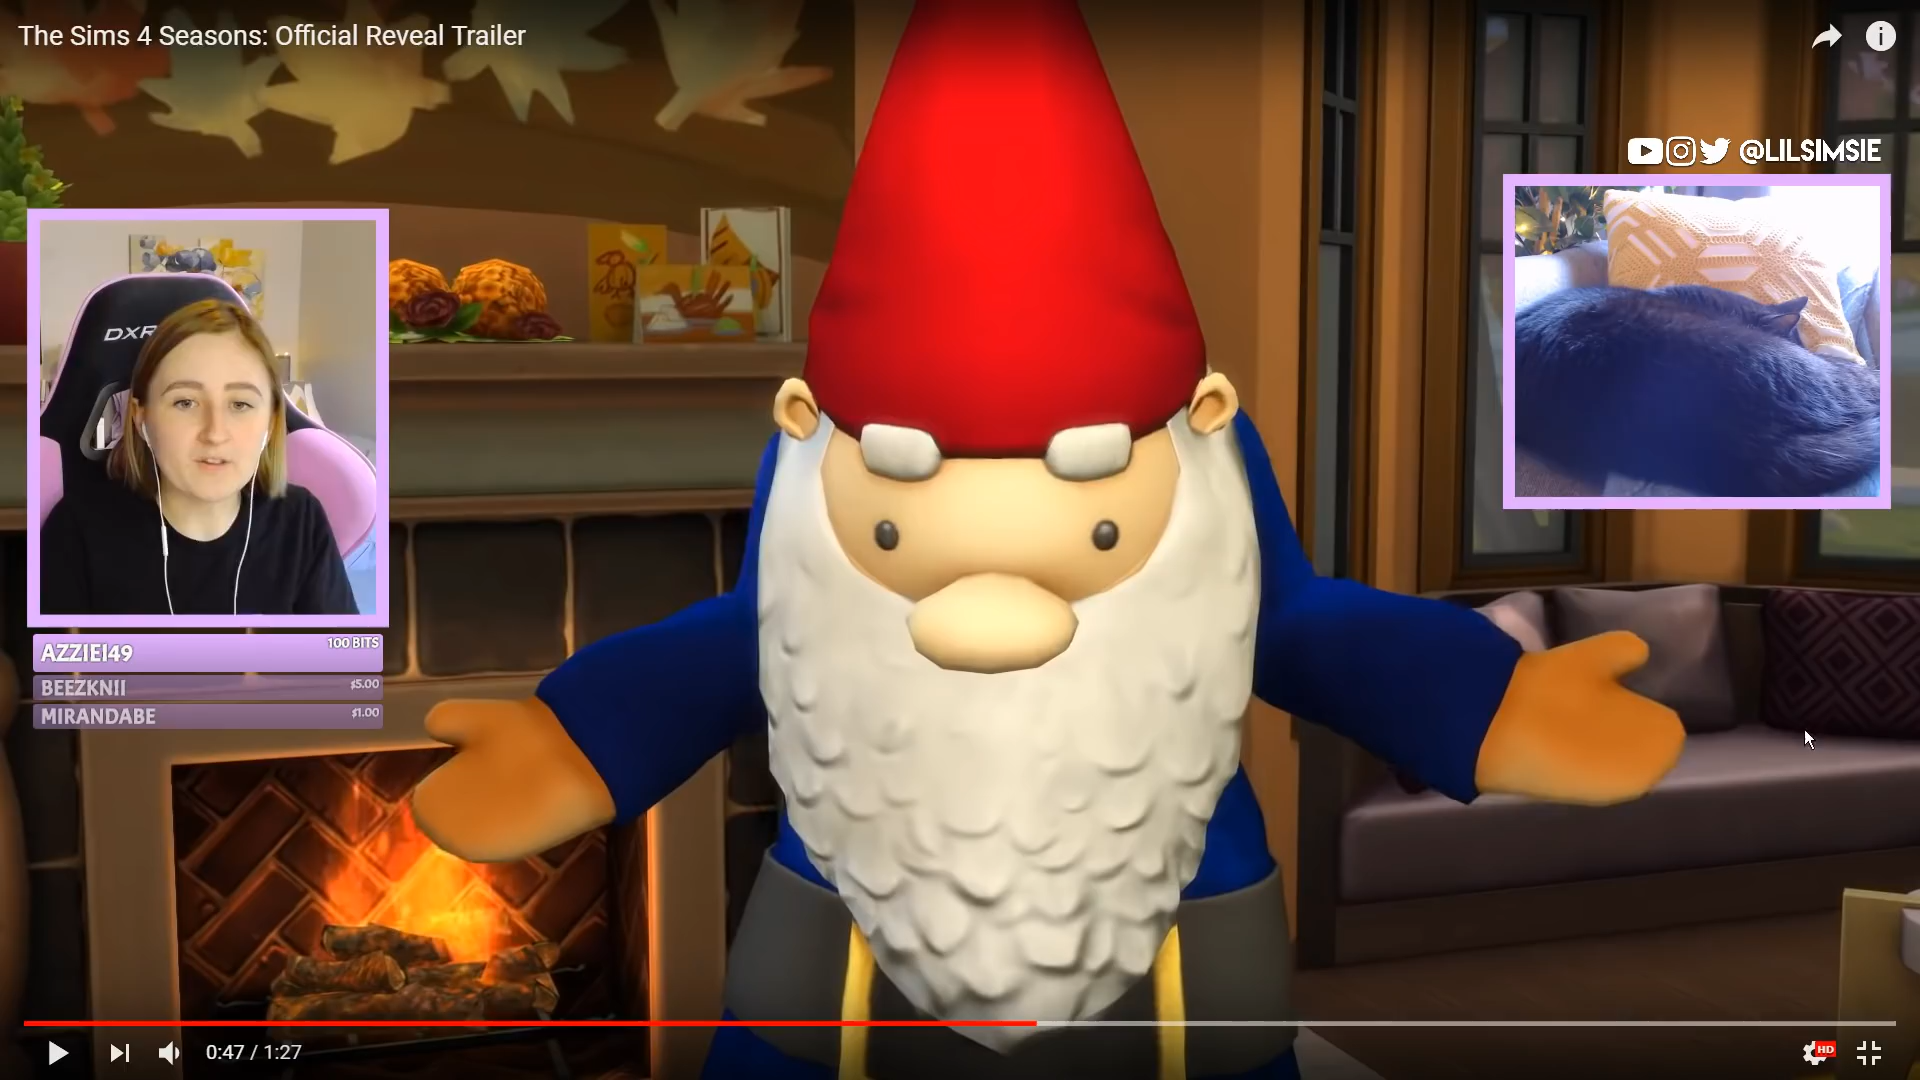 The Sims 4 Seasons: Official Reveal Trailer
@LILSIMSIE
DXR
AZZIE149 100 BITS
BEEZKNII $5.00
MIRANDABE $1.00
0:47 / 1:27
HD